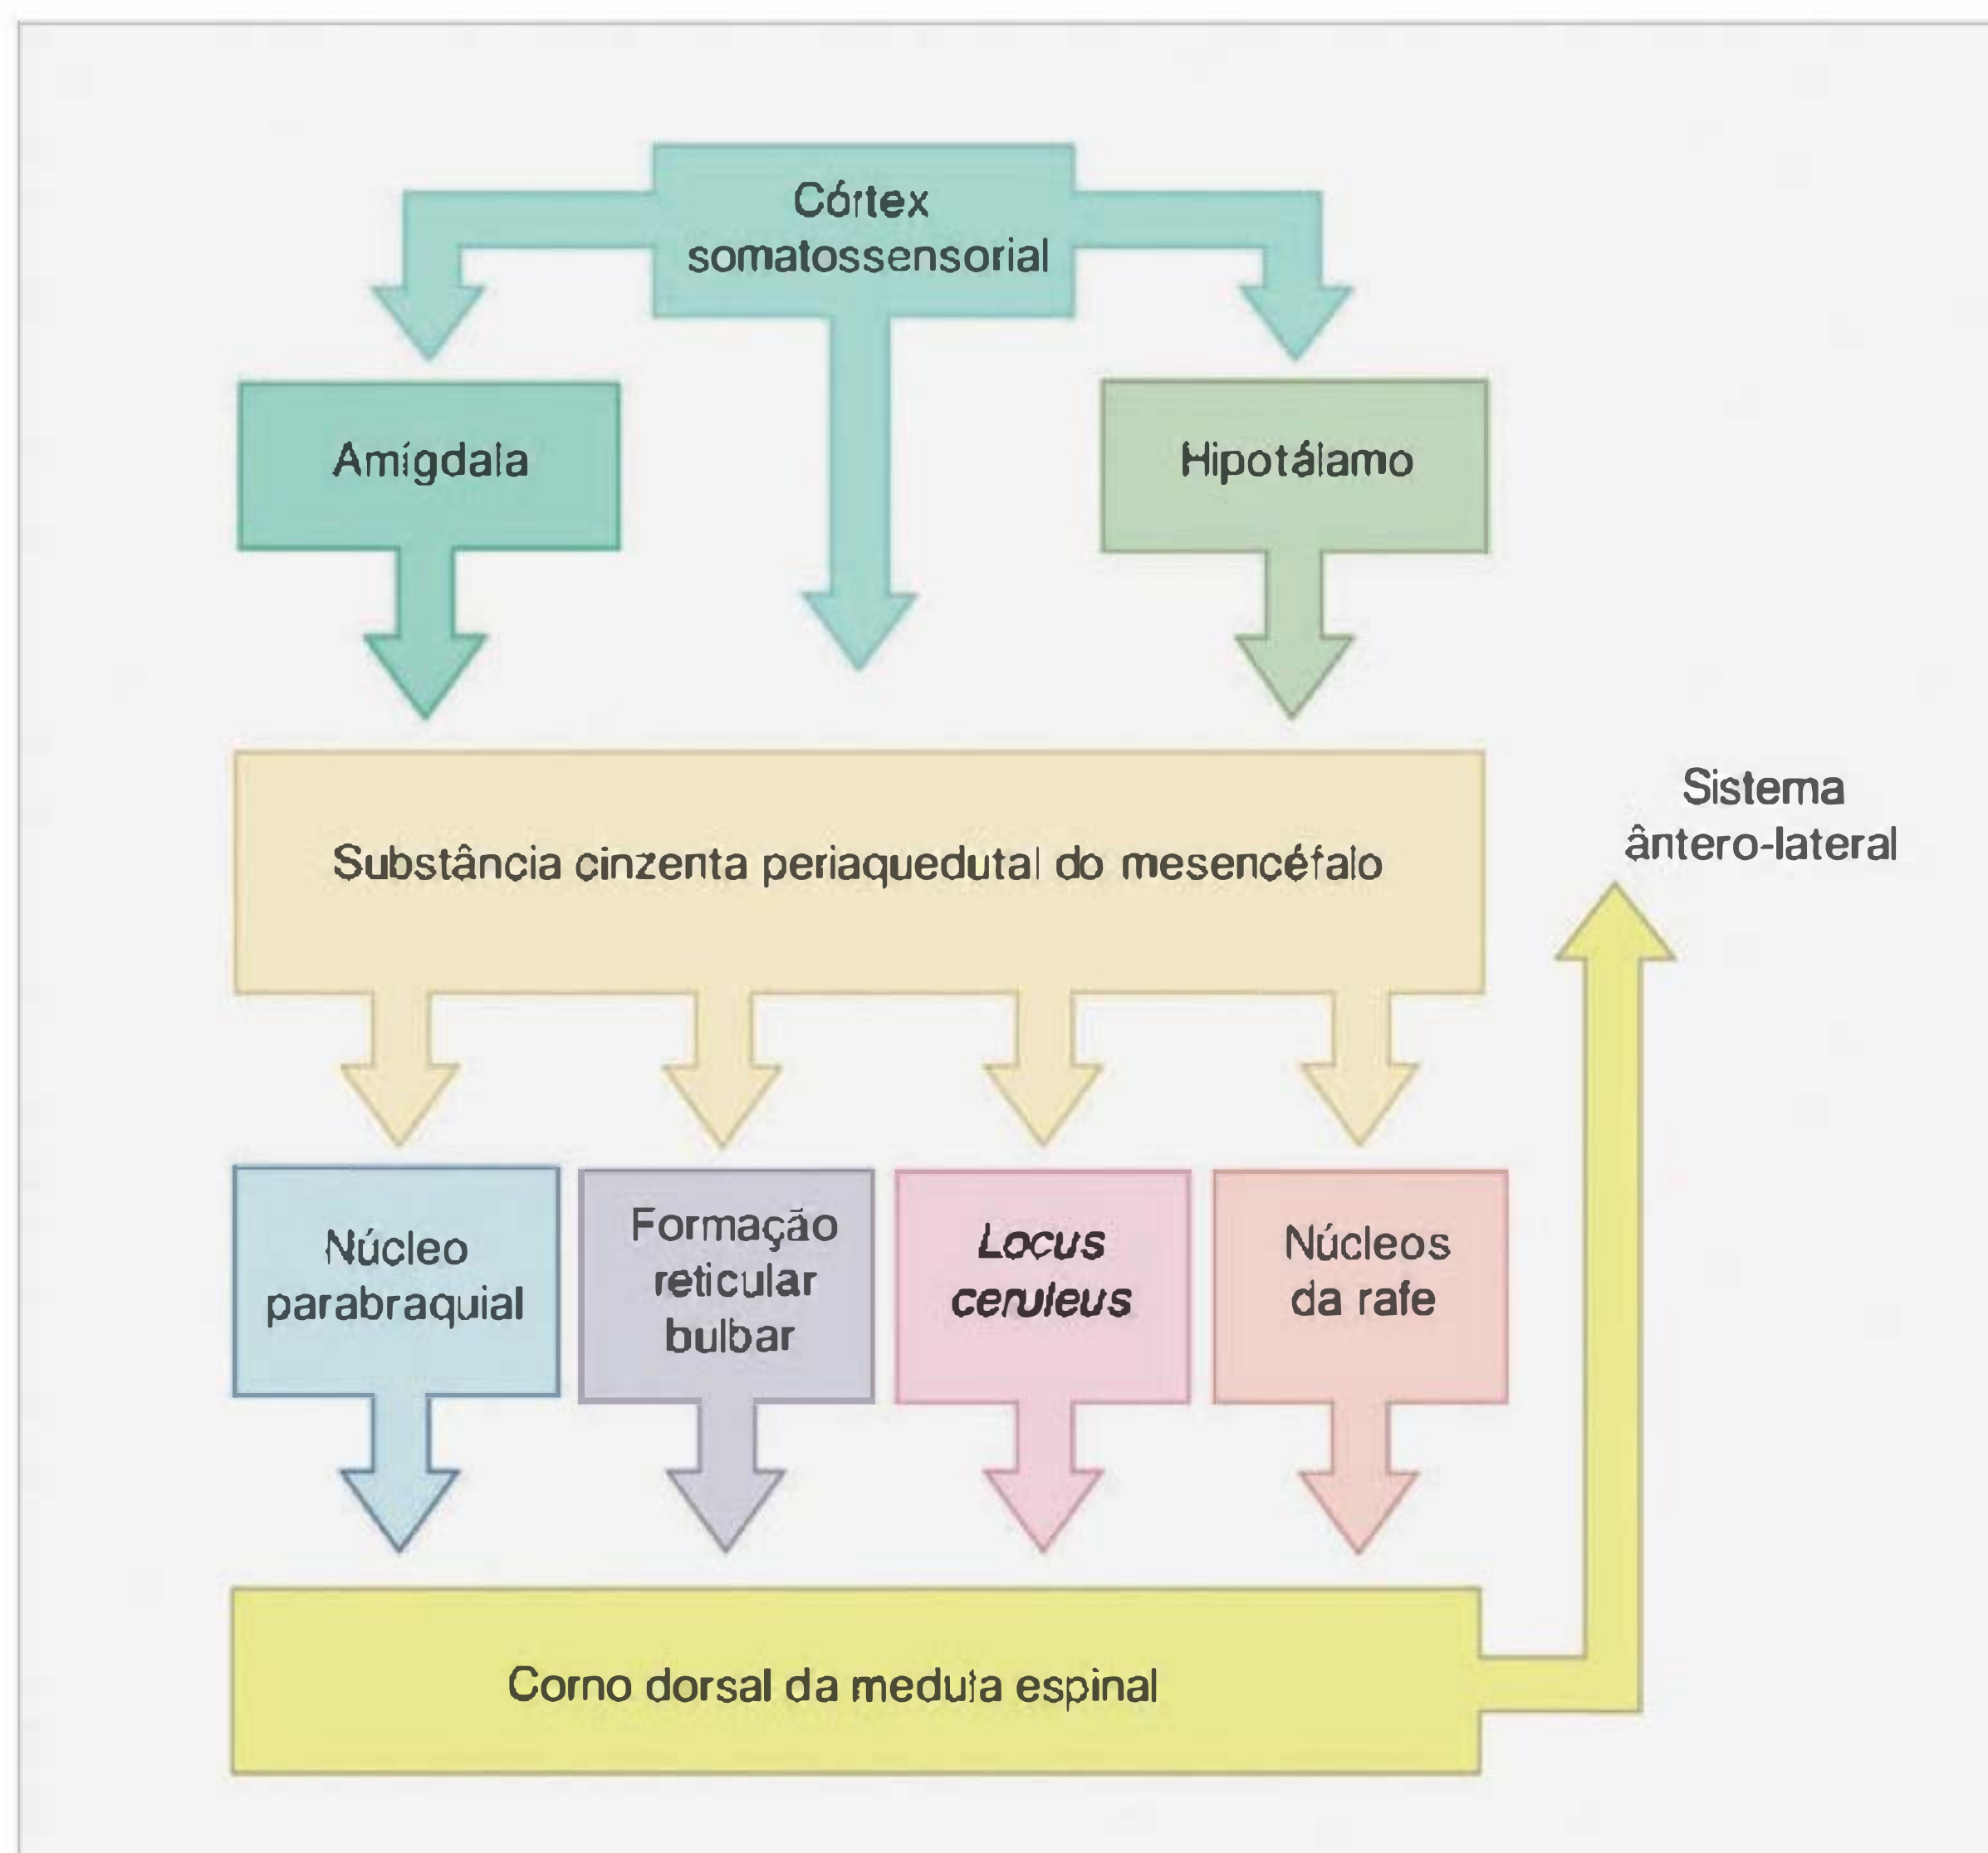 Córtex
somatossensorial
Amígdala
Hipotálamo
Substância cinzenta periaquedutal do mesencéfalo
Sistema
ântero-lateral
Núcleo
parabraquial
Formação
reticular
bulbar
Locus
ceruleus
Núcleos
da rafe
Corno dorsal da medula espinal